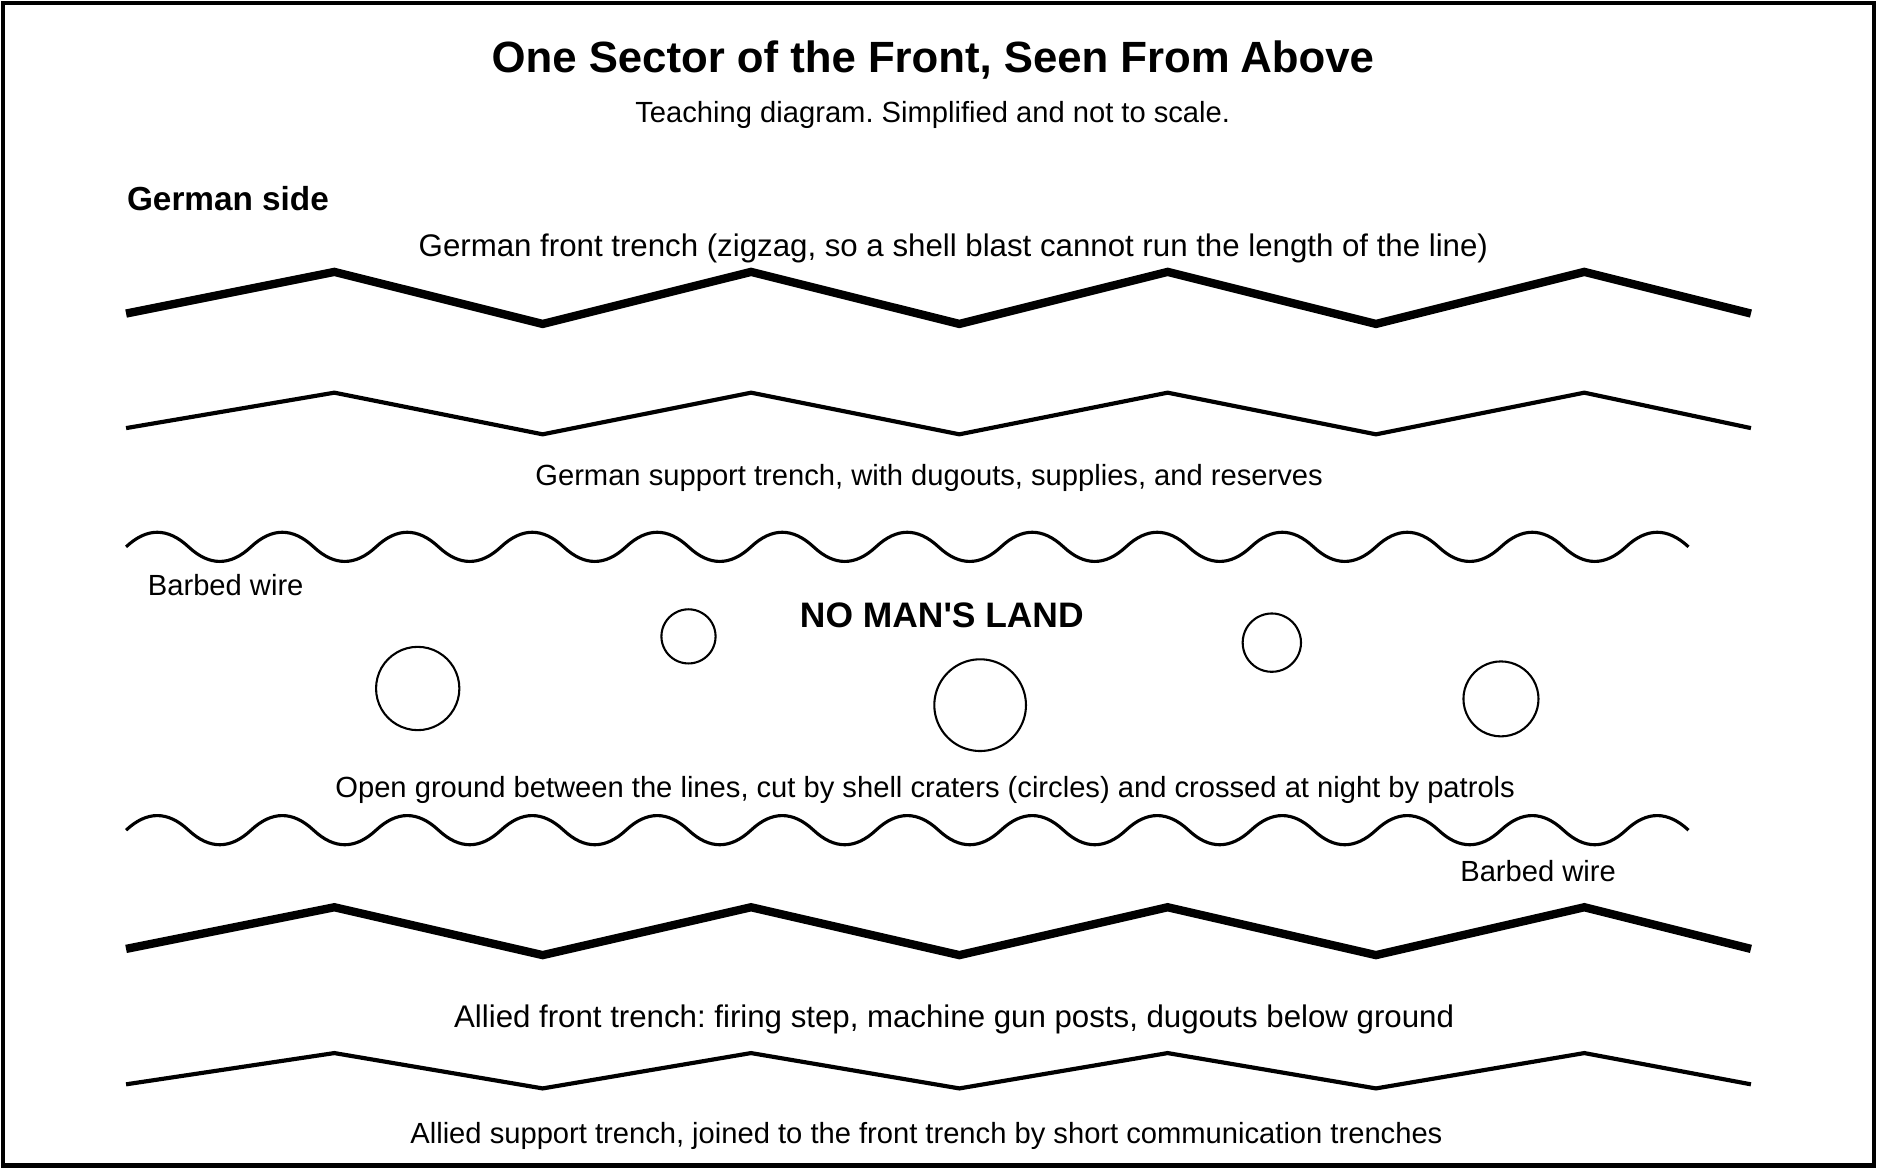 One Sector of the Front, Seen From Above
Teaching diagram. Simplified and not to scale.
German side
German front trench (zigzag, so a shell blast cannot run the length of the line)
German support trench, with dugouts, supplies, and reserves
Barbed wire
NO MAN'S LAND
Open ground between the lines, cut by shell craters (circles) and crossed at night by patrols
Barbed wire
Allied front trench: firing step, machine gun posts, dugouts below ground
Allied support trench, joined to the front trench by short communication trenches